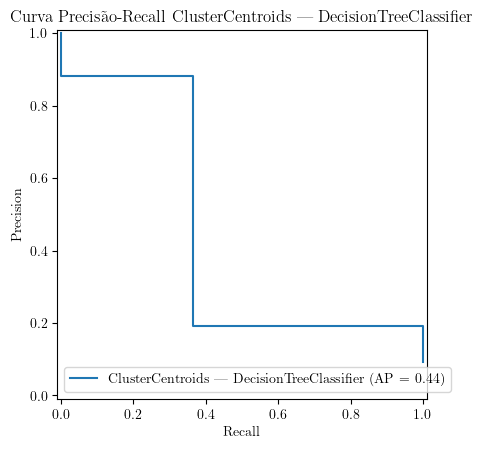 Curva Precisão-Recall ClusterCentroids — DecisionTreeClassifier
1.0
0.8
0.6
0.4
0.2
0.0
Precision
ClusterCentroids — DecisionTreeClassifier (AP = 0.44)
0.0 0.2 0.4 0.6 0.8 1.0
Recall